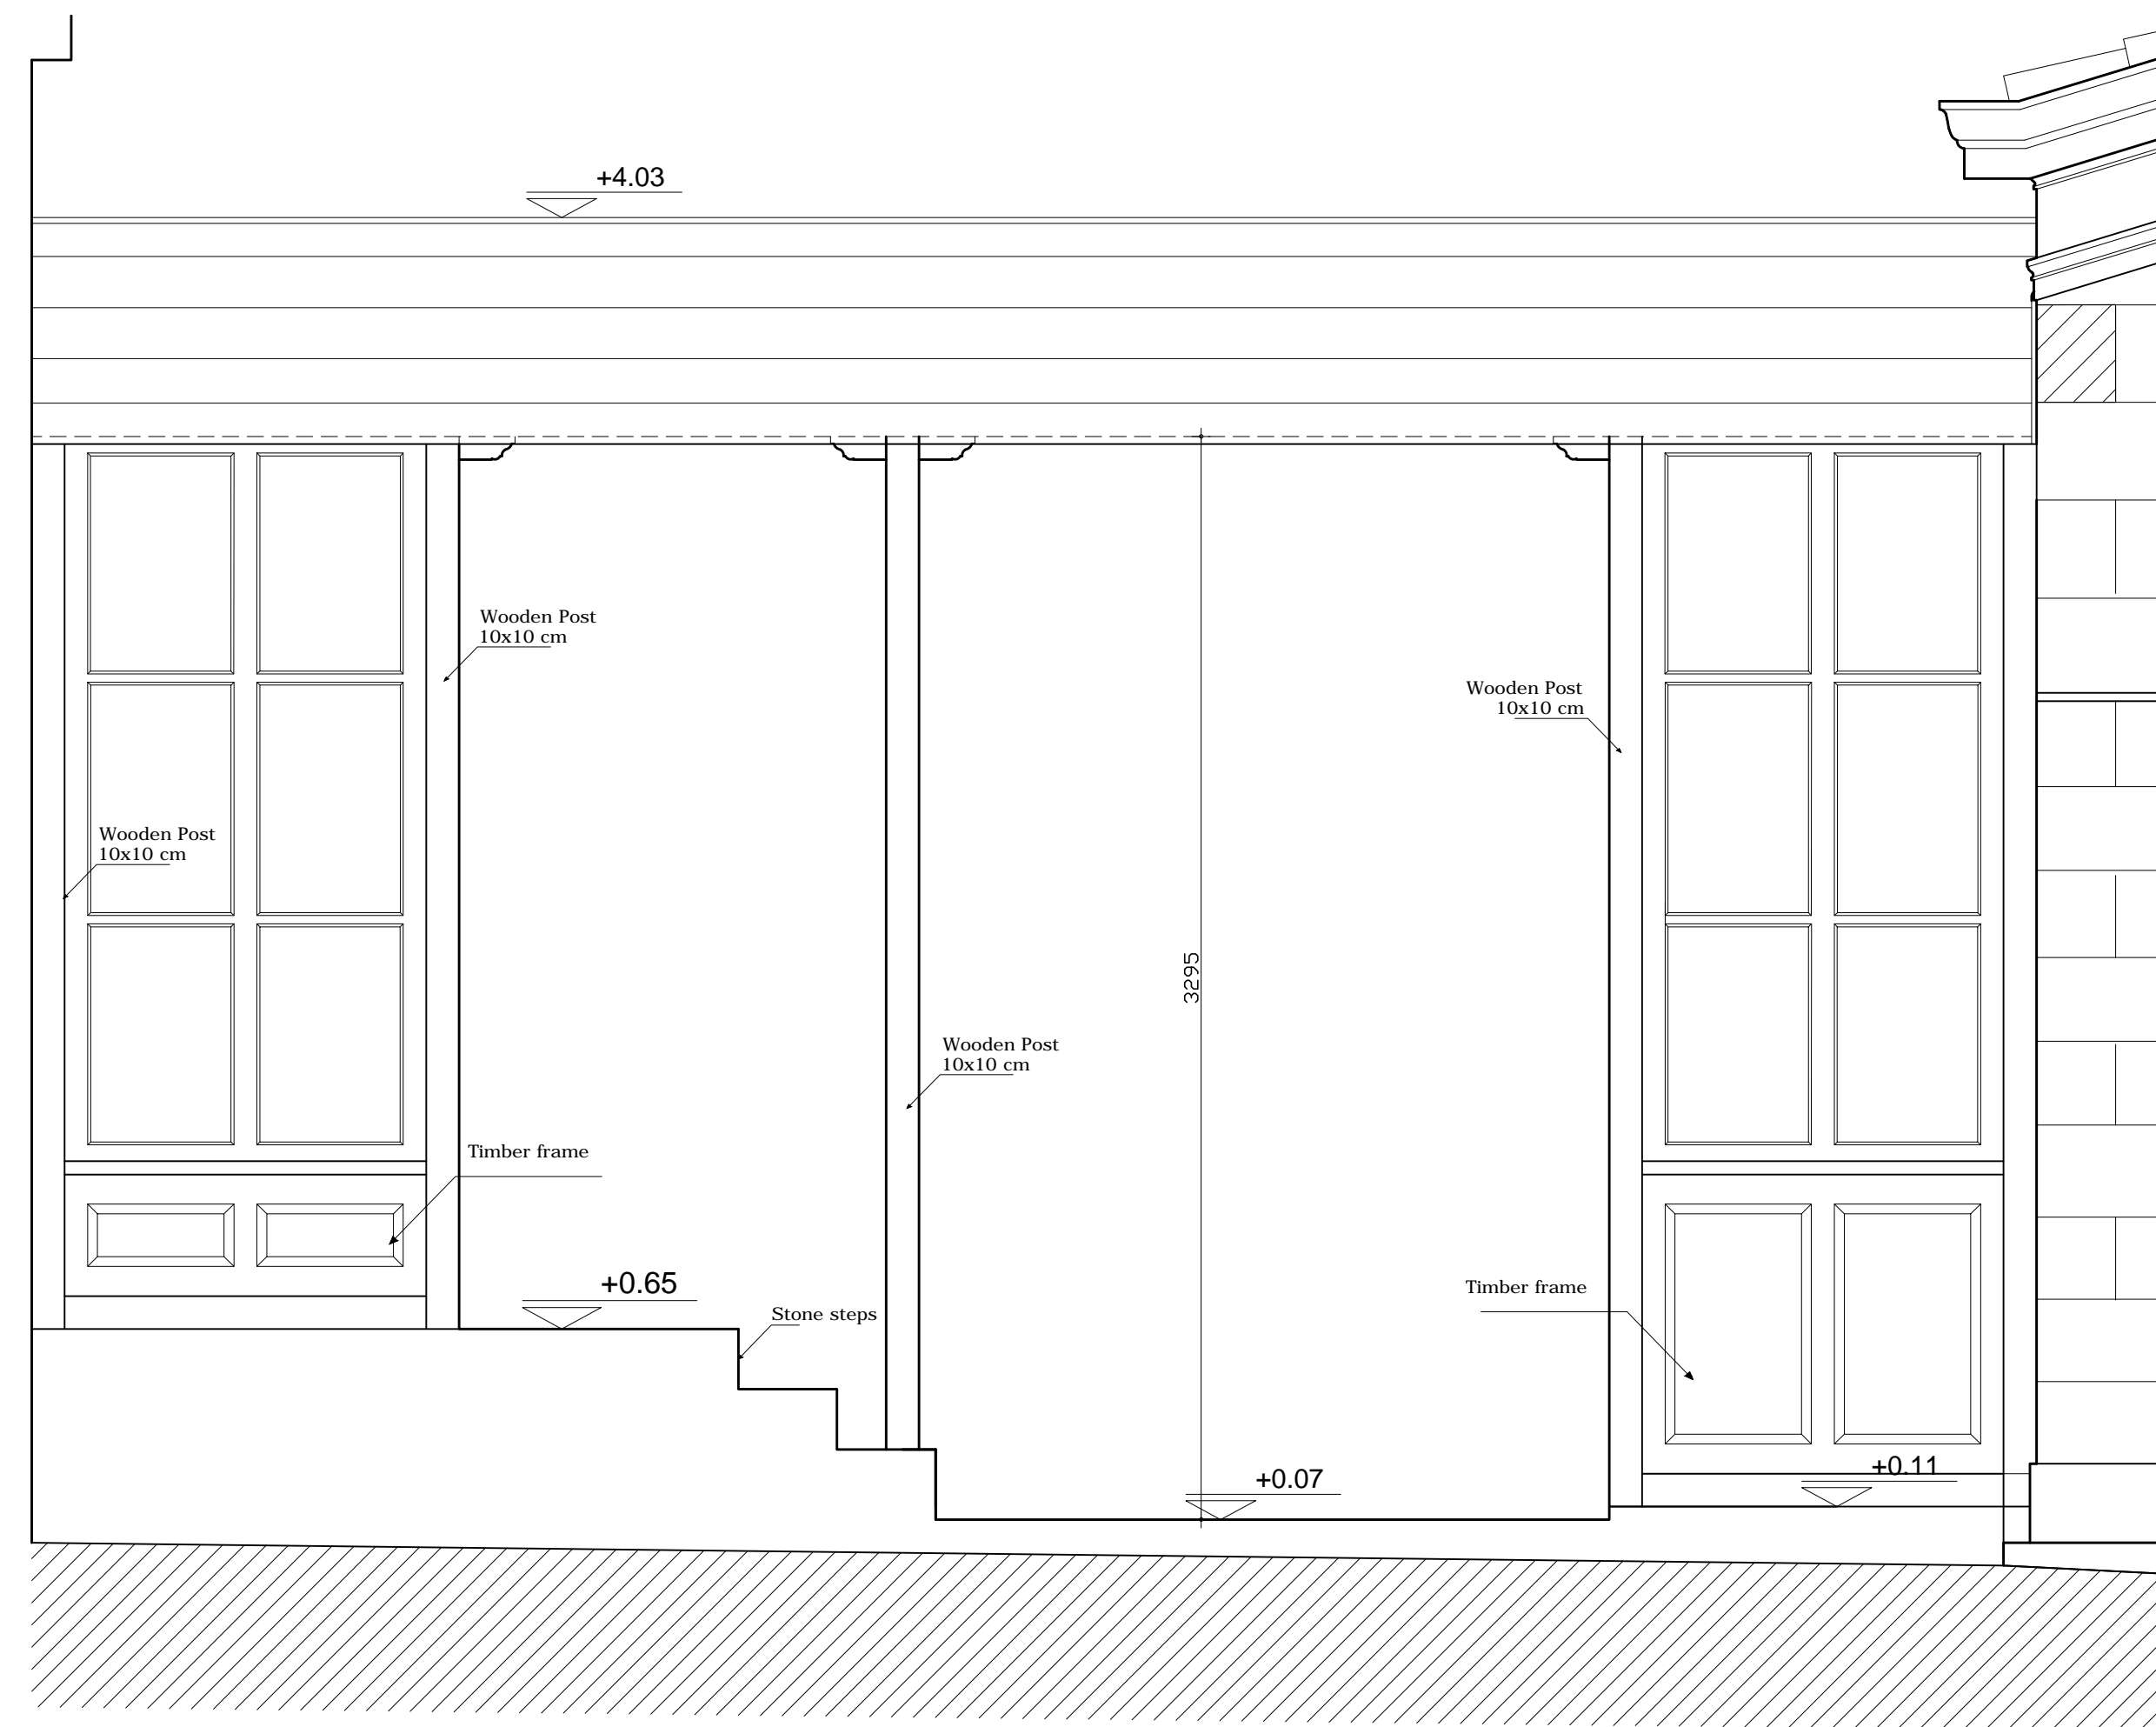 +4.03
Wooden Post
10x10 cm
Wooden Post
10x10 cm
Wooden Post
10x10 cm
3295
Wooden Post
10x10 cm
Timber frame
+0.65
Stone steps
Timber frame
+0.07
+0.11